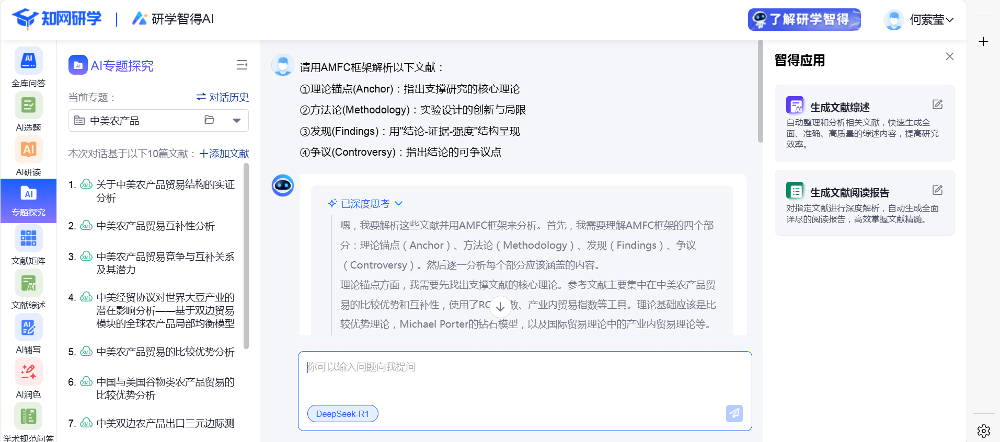 知网研学
研学智得AI
了解研学智得
何萦莹
AI
全库问答
AI选题
AI
AI研读
AI
专题探究
文献矩阵
AI
文献综述
AI
AI辅写
AI润色
学术规范问答
AI
AI专题探究
当前专题：
对话历史
中美农产品
本次对话基于以下10篇文献：
+添加文献
1. XML 关于中美农产品贸易结构的实证
分析
2. XML 中美农产品贸易互补性分析
3. XML 中美农产品贸易竞争与互补关系
及其潜力
4. XML 中美经贸协议对世界大豆产业的
潜在影响分析——基于双边贸易
模块的全球农产品局部均衡模型
5. XML 中美农产品贸易的比较优势分析
6. XML 中国与美国谷物类农产品贸易的
比较优势分析
7. XML 中美双边农产品出口三元边际测
请用AMFC框架解析以下文献：
①理论锚点(Anchor)：指出支撑研究的核心理论
②方法论(Methodology)：实验设计的创新与局限
③发现(Findings)：用"结论-证据-强度"结构呈现
④争议(Controversy)：指出结论的可争议点
已深度思考
嗯，我要解析这些文献并用AMFC框架来分析。首先，我需要理解AMFC框架的四个部
分：理论锚点（Anchor）、方法论（Methodology）、发现（Findings）、争议
（Controversy）。然后逐一分析每个部分应该涵盖的内容。
理论锚点方面，我需要先找出支撑文献的核心理论。参考文献主要集中在中美农产品贸
易的比较优势和互补性，使用了RC 数、产业内贸易指数等工具。理论基础应该是比
较优势理论，Michael Porter的钻石模型，以及国际贸易理论中的产业内贸易理论等。
你可以输入问题向我提问
DeepSeek-R1
智得应用
AI
生成文献综述
自动整理和分析相关文献，快速生成全
面、准确、高质量的综述内容，提高研究
效率。
生成文献阅读报告
对指定文献进行深度解析，自动生成全面
详尽的阅读报告，高效掌握文献精髓。